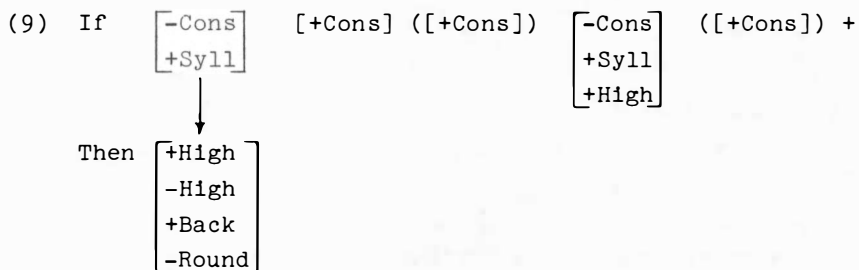 (9) If [-Cons] [+Cons] ([+Cons]) [-Cons] ([+Cons]) +
[+Syll] [+Syll]
[+High]
Then [+High]
[-High]
[+Back]
[-Round]